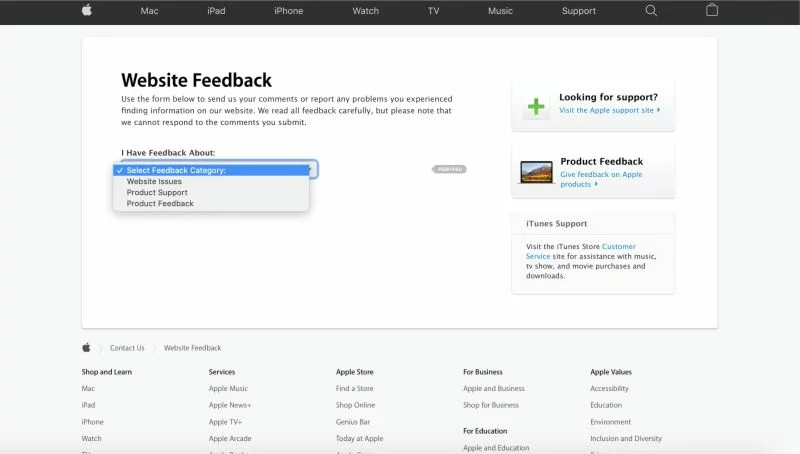 Mac iPad iPhone Watch TV Music Support
Website Feedback
Use the form below to send us your comments or report any problems you experienced
finding information on our website. We read all feedback carefully, but please note that
we cannot respond to the comments you submit.
I Have Feedback About:
✓ Select Feedback Category:
Website Issues
Product Support
Product Feedback
REQUIRED
Looking for support?
Visit the Apple support site
Product Feedback
Give feedback on Apple
products
iTunes Support
Visit the iTunes Store Customer
Service site for assistance with music,
tv show, and movie purchases and
downloads.
Contact Us Website Feedback
Shop and Learn
Mac
iPad
iPhone
Watch
Services
Apple Music
Apple News+
Apple TV+
Apple Arcade
Apple Store
Find a Store
Shop Online
Genius Bar
Today at Apple
For Business
Apple and Business
Shop for Business
For Education
Apple and Education
Apple Values
Accessibility
Education
Environment
Inclusion and Diversity